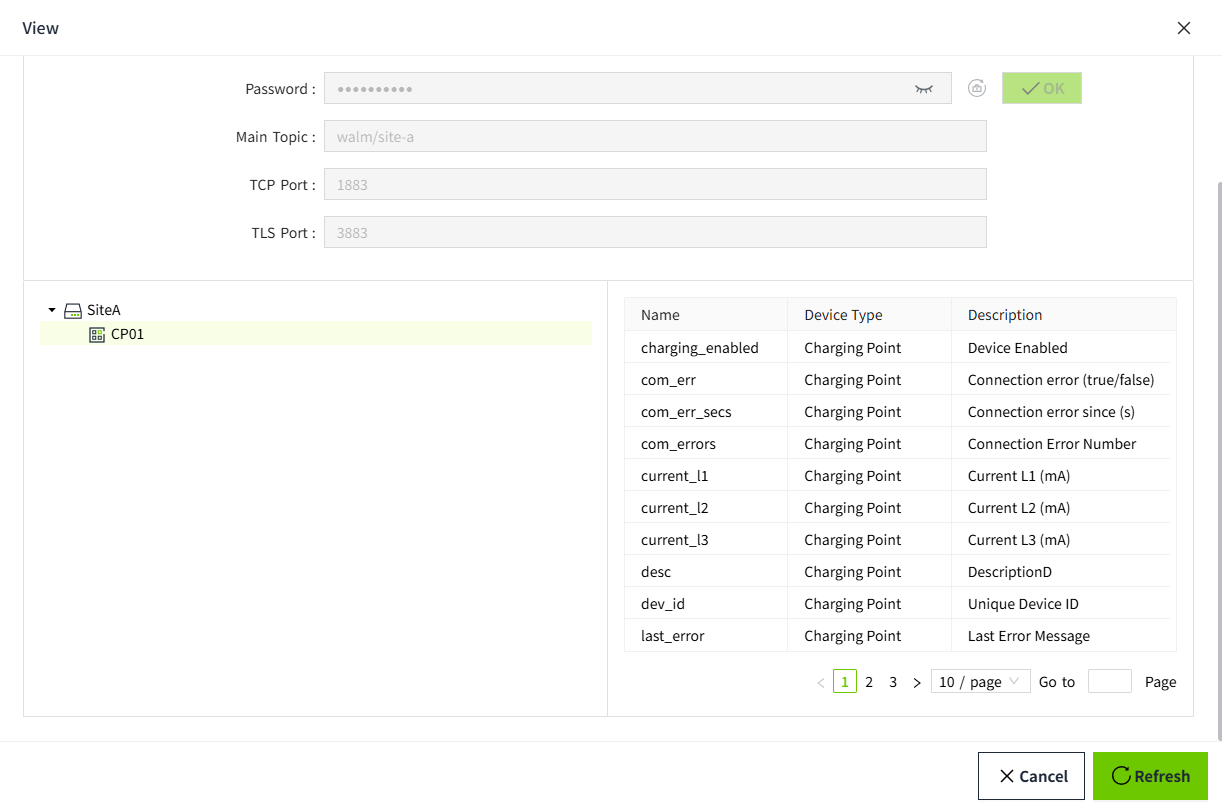 View
Password :
••••••••••
OK
Main Topic :
walm/site-a
TCP Port :
1883
TLS Port :
3883
SiteA
CP01
Name Device Type Description
charging_enabled Charging Point Device Enabled
com_err Charging Point Connection error (true/false)
com_err_secs Charging Point Connection error since (s)
com_errors Charging Point Connection Error Number
current_l1 Charging Point Current L1 (mA)
current_l2 Charging Point Current L2 (mA)
current_l3 Charging Point Current L3 (mA)
desc Charging Point DescriptionD
dev_id Charging Point Unique Device ID
last_error Charging Point Last Error Message
< 1 2 3 > 10 / page Go to Page
Cancel Refresh